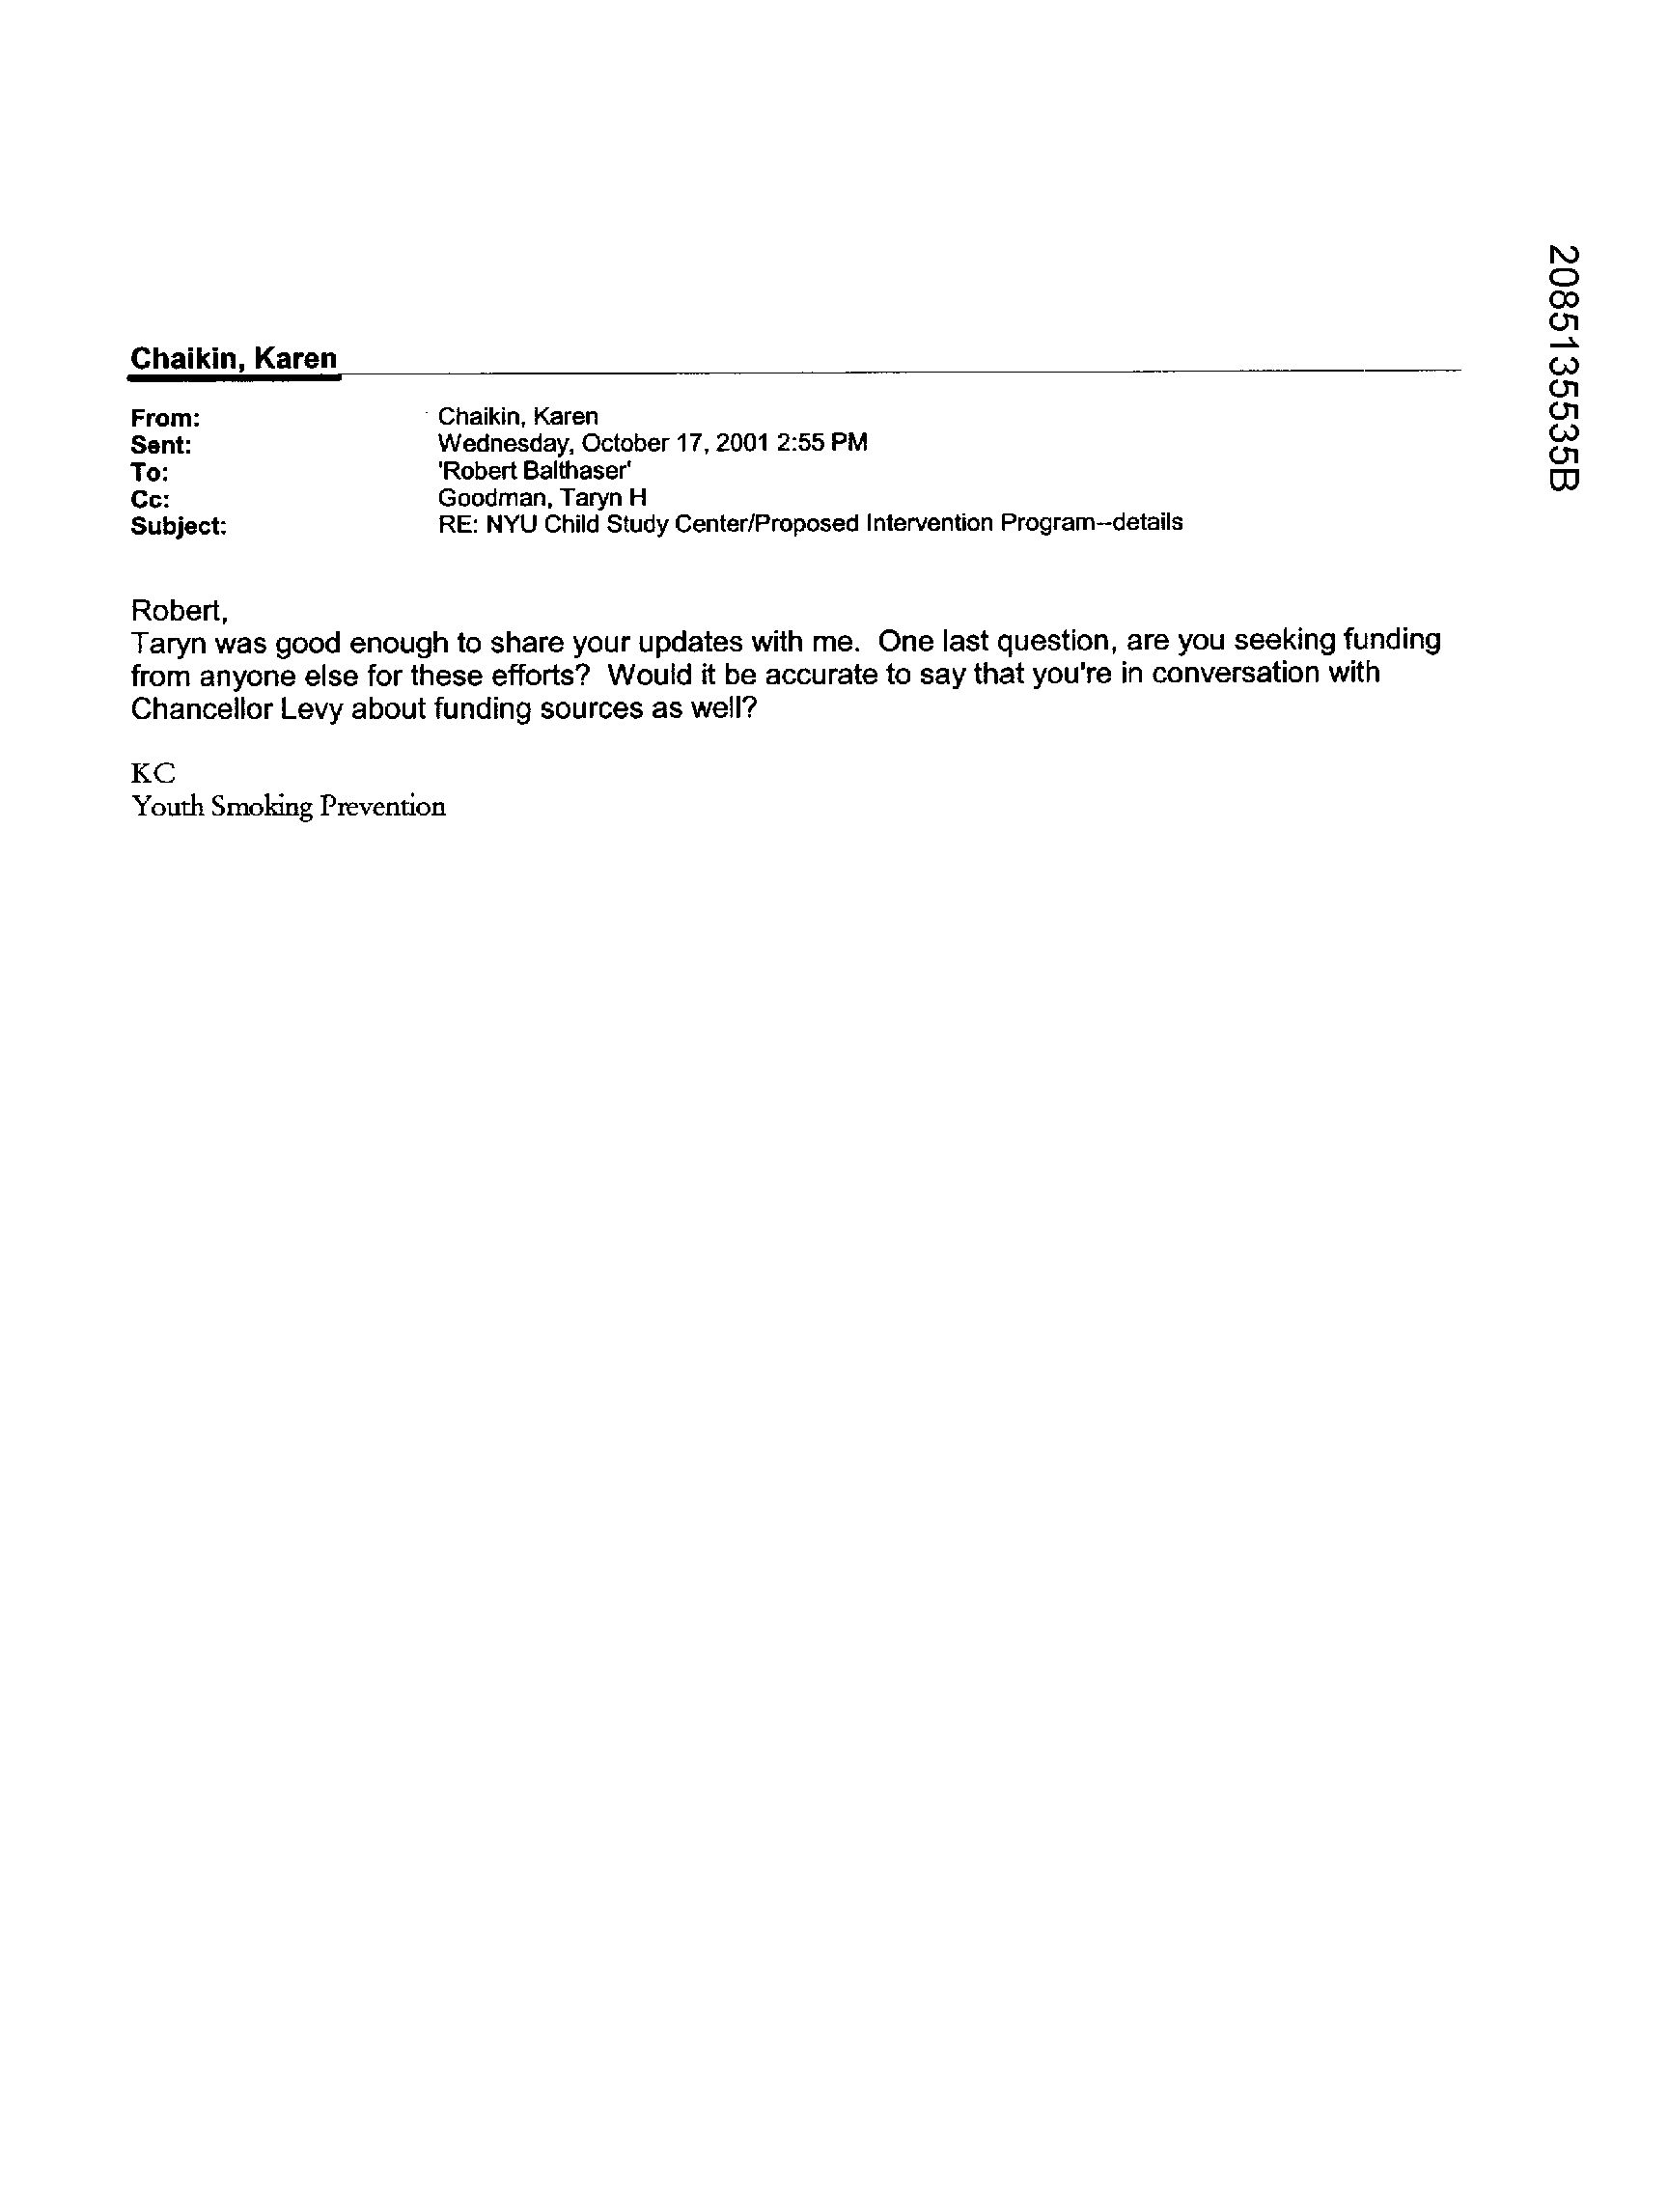 2085135535B
Chaikin, Karen
From: Chaikin, Karen
Sent: Wednesday, October 17, 2001 2:55 PM
To: 'Robert Balthaser'
Cc: Goodman, Taryn H
Subject: RE: NYU Child Study Center/Proposed Intervention Program--details
Robert,
Taryn was good enough to share your updates with me.  One last question, are you seeking funding
from anyone else for these efforts?  Would it be accurate to say that you're in conversation with
Chancellor Levy about funding sources as well?
KC
Youth Smoking Prevention